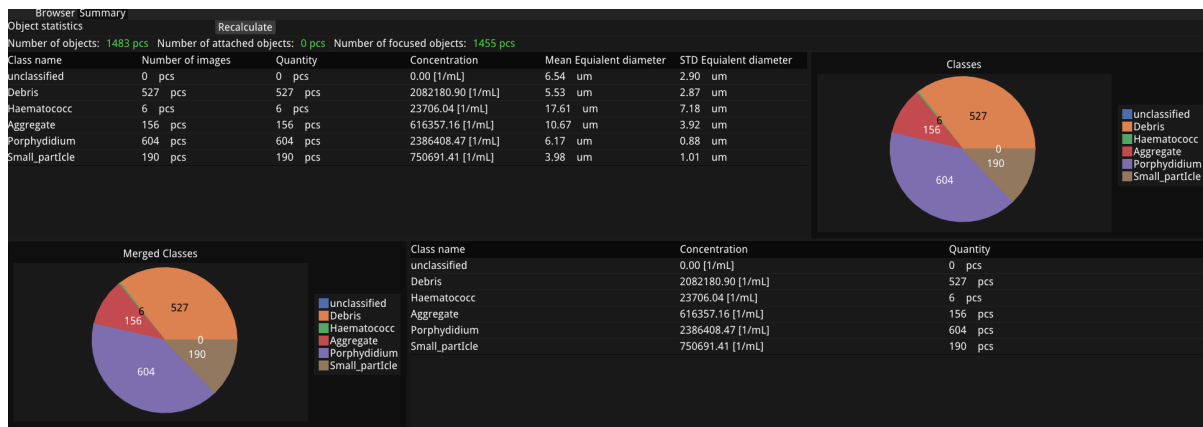 Browser Summary
Object statistics Recalculate
Number of objects: 1483 pcs Number of attached objects: 0 pcs Number of focused objects: 1455 pcs
Class name Number of images Quantity Concentration Mean Equialent diameter STD Equialent diameter
unclassified 0 pcs 0 pcs 0.00 [1/mL] 6.54 um 2.90 um
Debris 527 pcs 527 pcs 2082180.90 [1/mL] 5.53 um 2.87 um
Haematococc 6 pcs 6 pcs 23706.04 [1/mL] 17.61 um 7.18 um
Aggregate 156 pcs 156 pcs 616357.16 [1/mL] 10.67 um 3.92 um
Porphydidium 604 pcs 604 pcs 2386408.47 [1/mL] 6.17 um 0.88 um
Small_partIcle 190 pcs 190 pcs 750691.41 [1/mL] 3.98 um 1.01 um
Classes
527
6
156
0
190
604
unclassified
Debris
Haematococc
Aggregate
Porphydidium
Small_partIcle
Merged Classes
527
6
156
0
190
604
unclassified
Debris
Haematococc
Aggregate
Porphydidium
Small_partIcle
Class name Concentration Quantity
unclassified 0.00 [1/mL] 0 pcs
Debris 2082180.90 [1/mL] 527 pcs
Haematococc 23706.04 [1/mL] 6 pcs
Aggregate 616357.16 [1/mL] 156 pcs
Porphydidium 2386408.47 [1/mL] 604 pcs
Small_partIcle 750691.41 [1/mL] 190 pcs